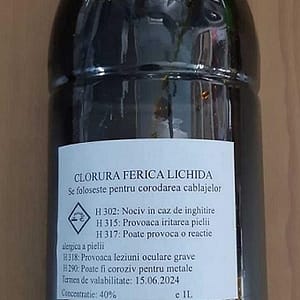 CLORURA FERICA LICHIDA
Se foloseste pentru corodarea cablajelor
H 302: Nociv in caz de inghitire
H 315: Provoaca iritarea pielii
H 317: Poate provoca o reactie
alergica a pielii
H 318: Provoaca leziuni oculare grave
H 290: Poate fi coroziv pentru metale
Termen de valabilitate: 15.06.2024
Concentratie: 40% e 1L